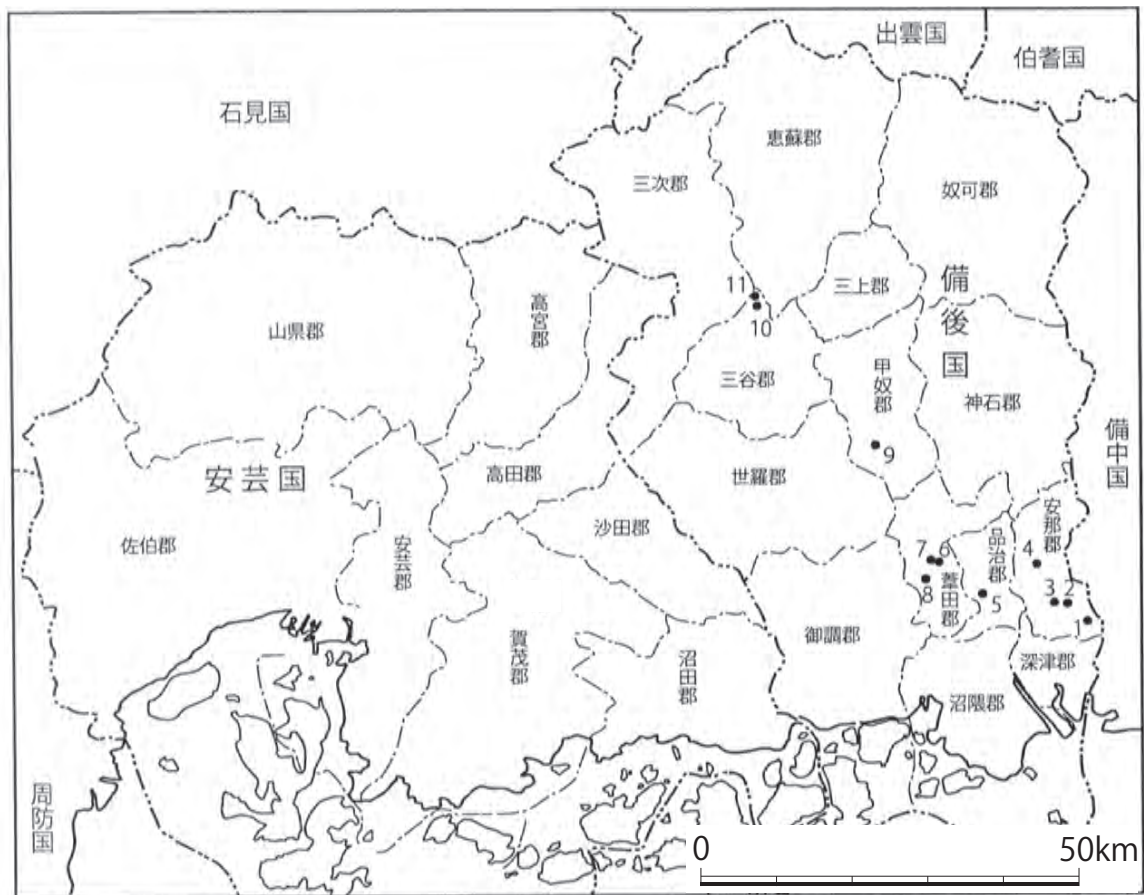 出雲国
伯耆国
石見国
恵蘇郡
三次郡
奴可郡
備後国
三上郡
高宮郡
11
10
山県郡
三谷郡
甲奴郡
神石郡
備中国
9
安芸国
高田郡
世羅郡
沙田郡
佐伯郡
安芸郡
安那郡
品治郡
7
6
4
8
葦田郡
5
3
2
1
御調郡
賀茂郡
沼田郡
深津郡
沼隈郡
周防国
0
50km